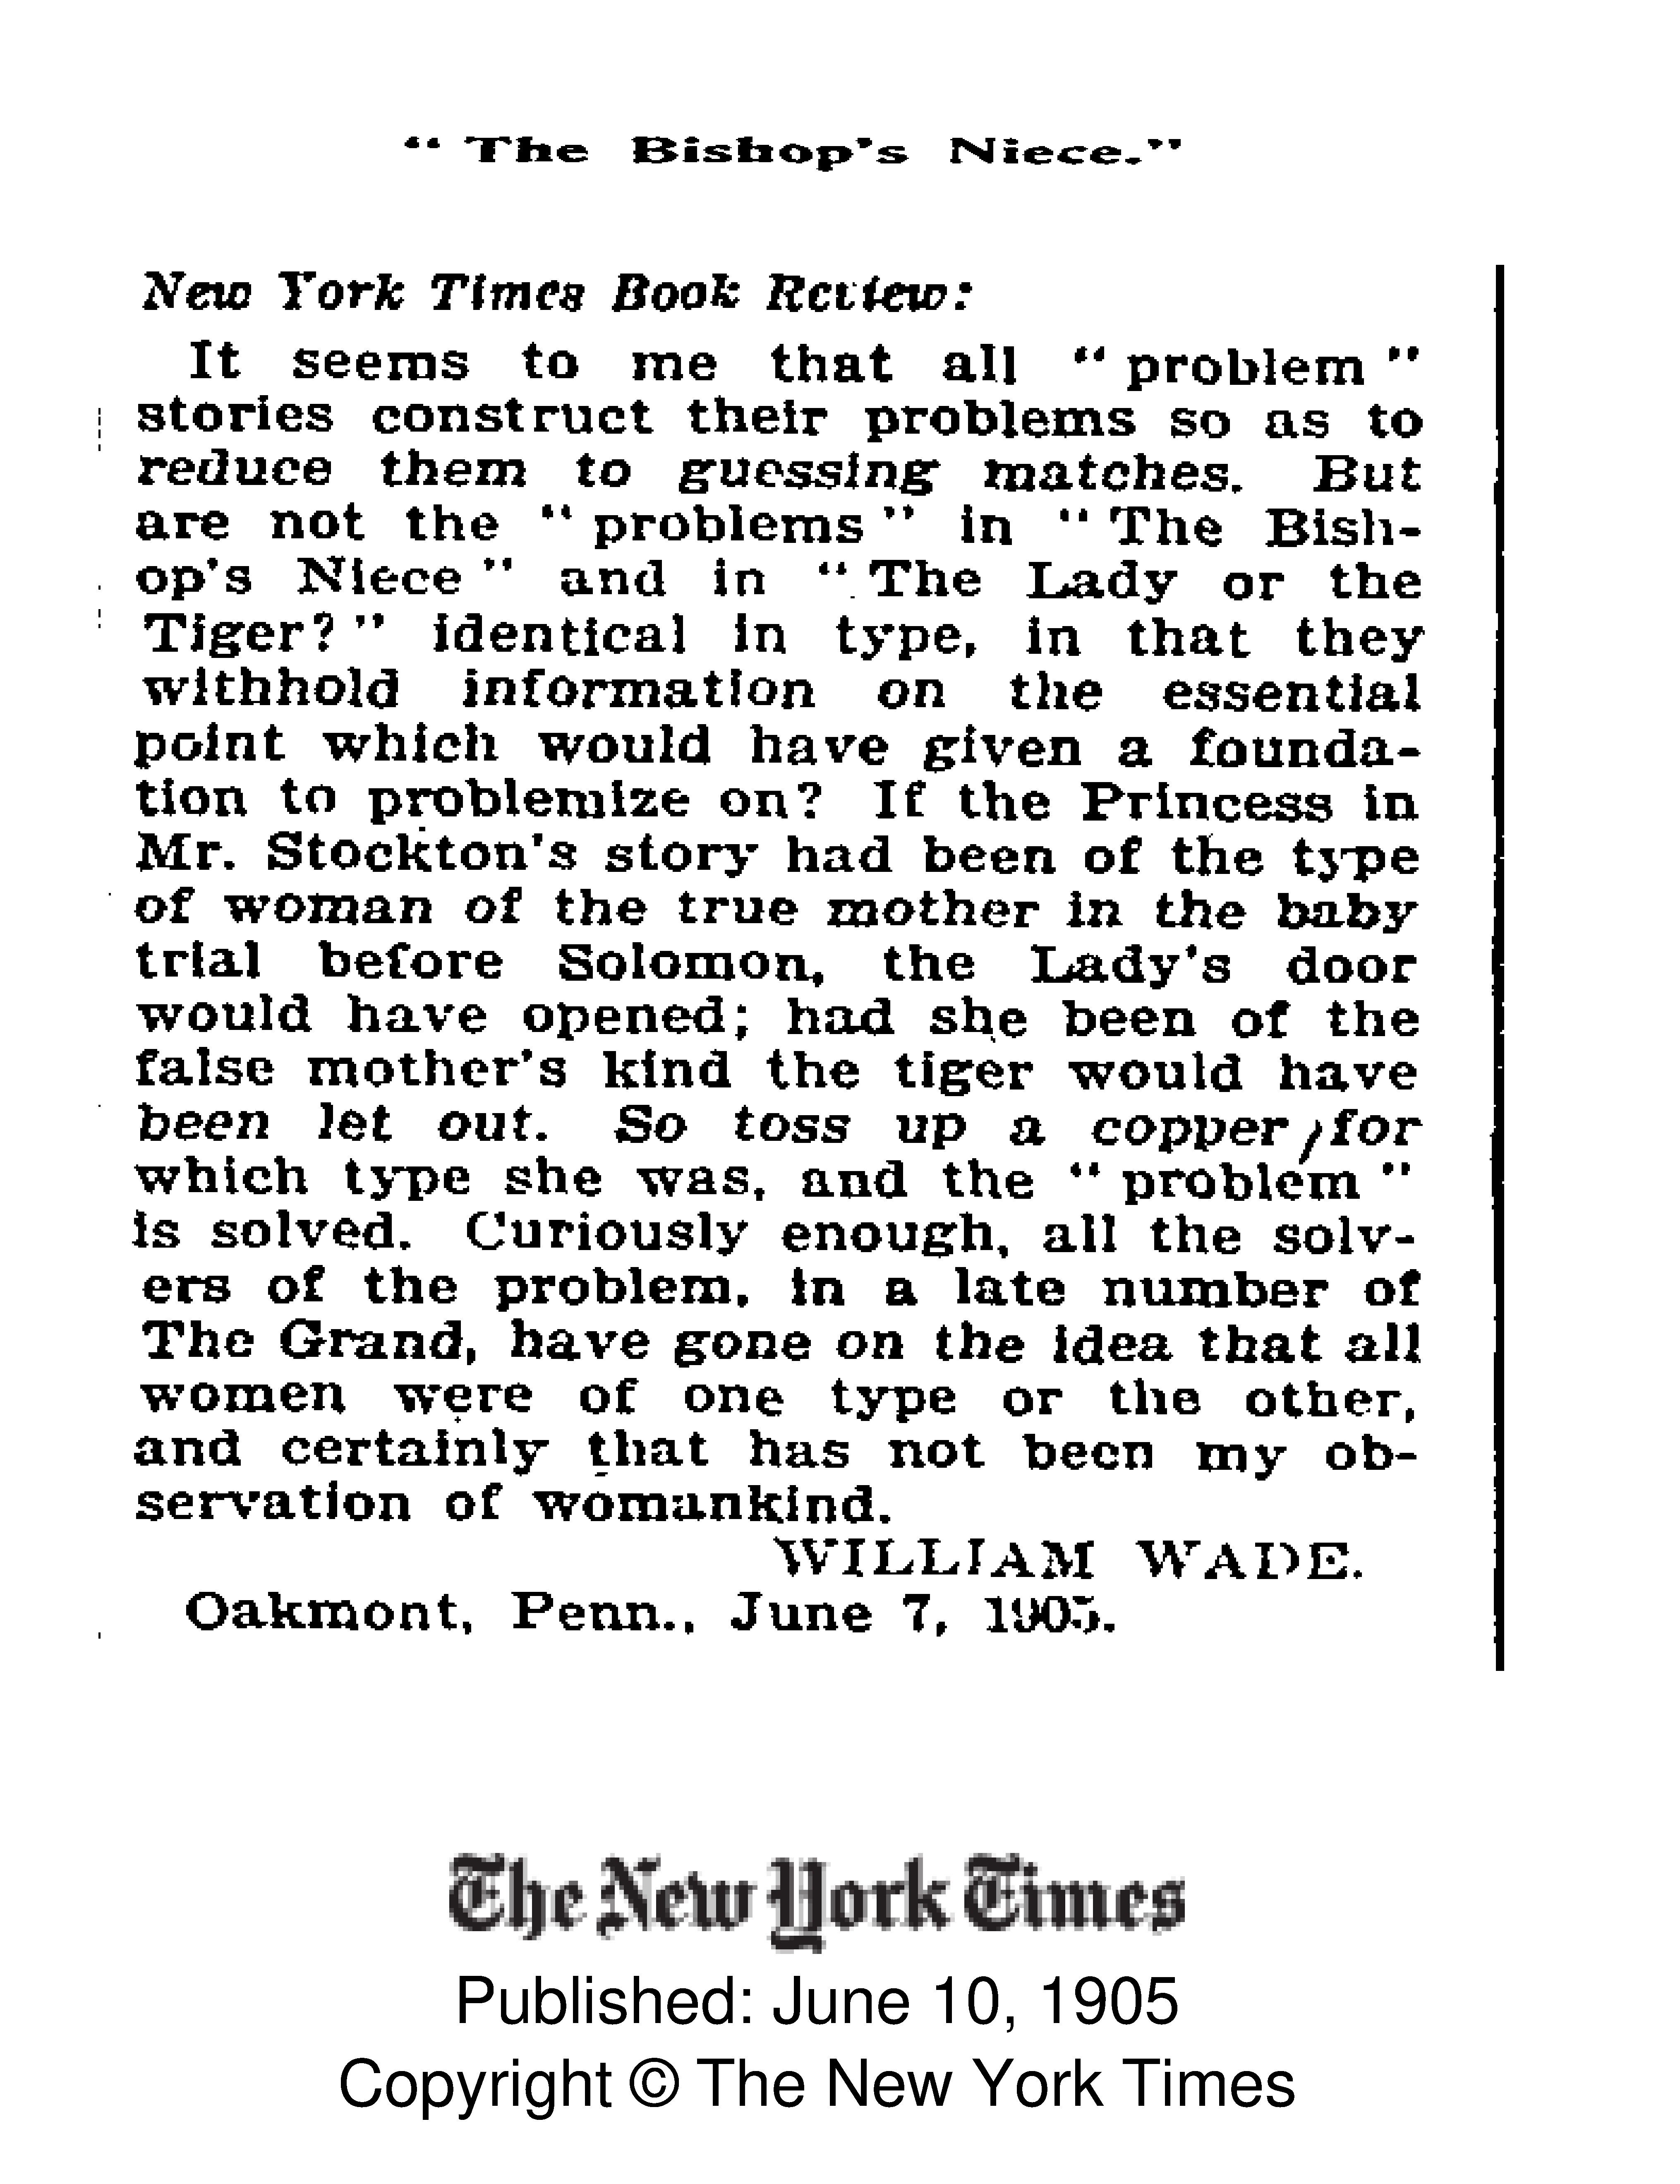 “ The Bishop's Niece.”
New York Times Book Review:
It seems to me that all “ problem ”
stories construct their problems so as to
reduce them to guessing matches. But
are not the “ problems ” in “ The Bish-
op's Niece ” and in “ The Lady or the
Tiger? ” identical in type, in that they
withhold information on the essential
point which would have given a founda-
tion to problemize on? If the Princess in
Mr. Stockton's story had been of the type
of woman of the true mother in the baby
trial before Solomon, the Lady's door
would have opened; had she been of the
false mother's kind the tiger would have
been let out. So toss up a copper for
which type she was, and the “ problem ”
is solved. Curiously enough, all the solv-
ers of the problem, in a late number of
The Grand, have gone on the idea that all
women were of one type or the other,
and certainly that has not been my ob-
servation of womankind.
WILLIAM WADE.
Oakmont, Penn., June 7, 1905.
The New York Times
Published: June 10, 1905
Copyright © The New York Times